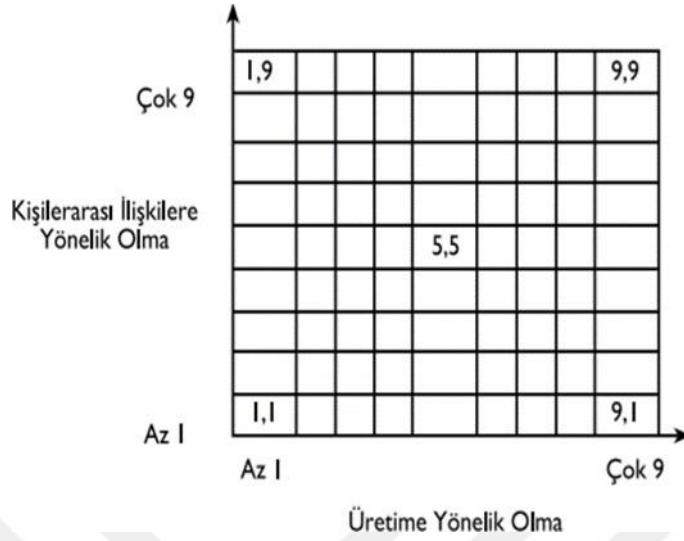 1,9 9,9
Çok 9
Kişilerarası İlişkilere
Yönelik Olma
5,5
1,1 9,1
Az 1
Az 1 Çok 9
Üretime Yönelik Olma